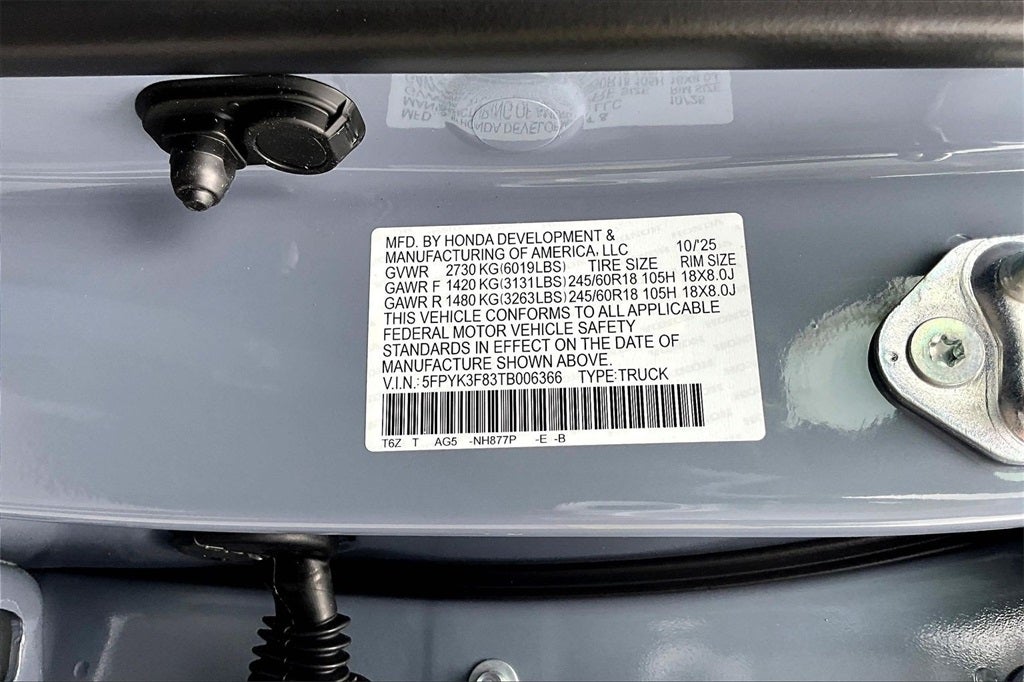 MFD. BY HONDA DEVELOPMENT &
MANUFACTURING OF AMERICA, LLC 10/'25
GVWR 2730 KG(6019LBS) TIRE SIZE RIM SIZE
GAWR F 1420 KG(3131LBS) 245/60R18 105H 18X8.0J
GAWR R 1480 KG(3263LBS) 245/60R18 105H 18X8.0J
THIS VEHICLE CONFORMS TO ALL APPLICABLE
FEDERAL MOTOR VEHICLE SAFETY
STANDARDS IN EFFECT ON THE DATE OF
MANUFACTURE SHOWN ABOVE.
V.I.N.: 5FPYK3F83TB006366 TYPE:TRUCK
T6Z T AG5 -NH877P -E -B